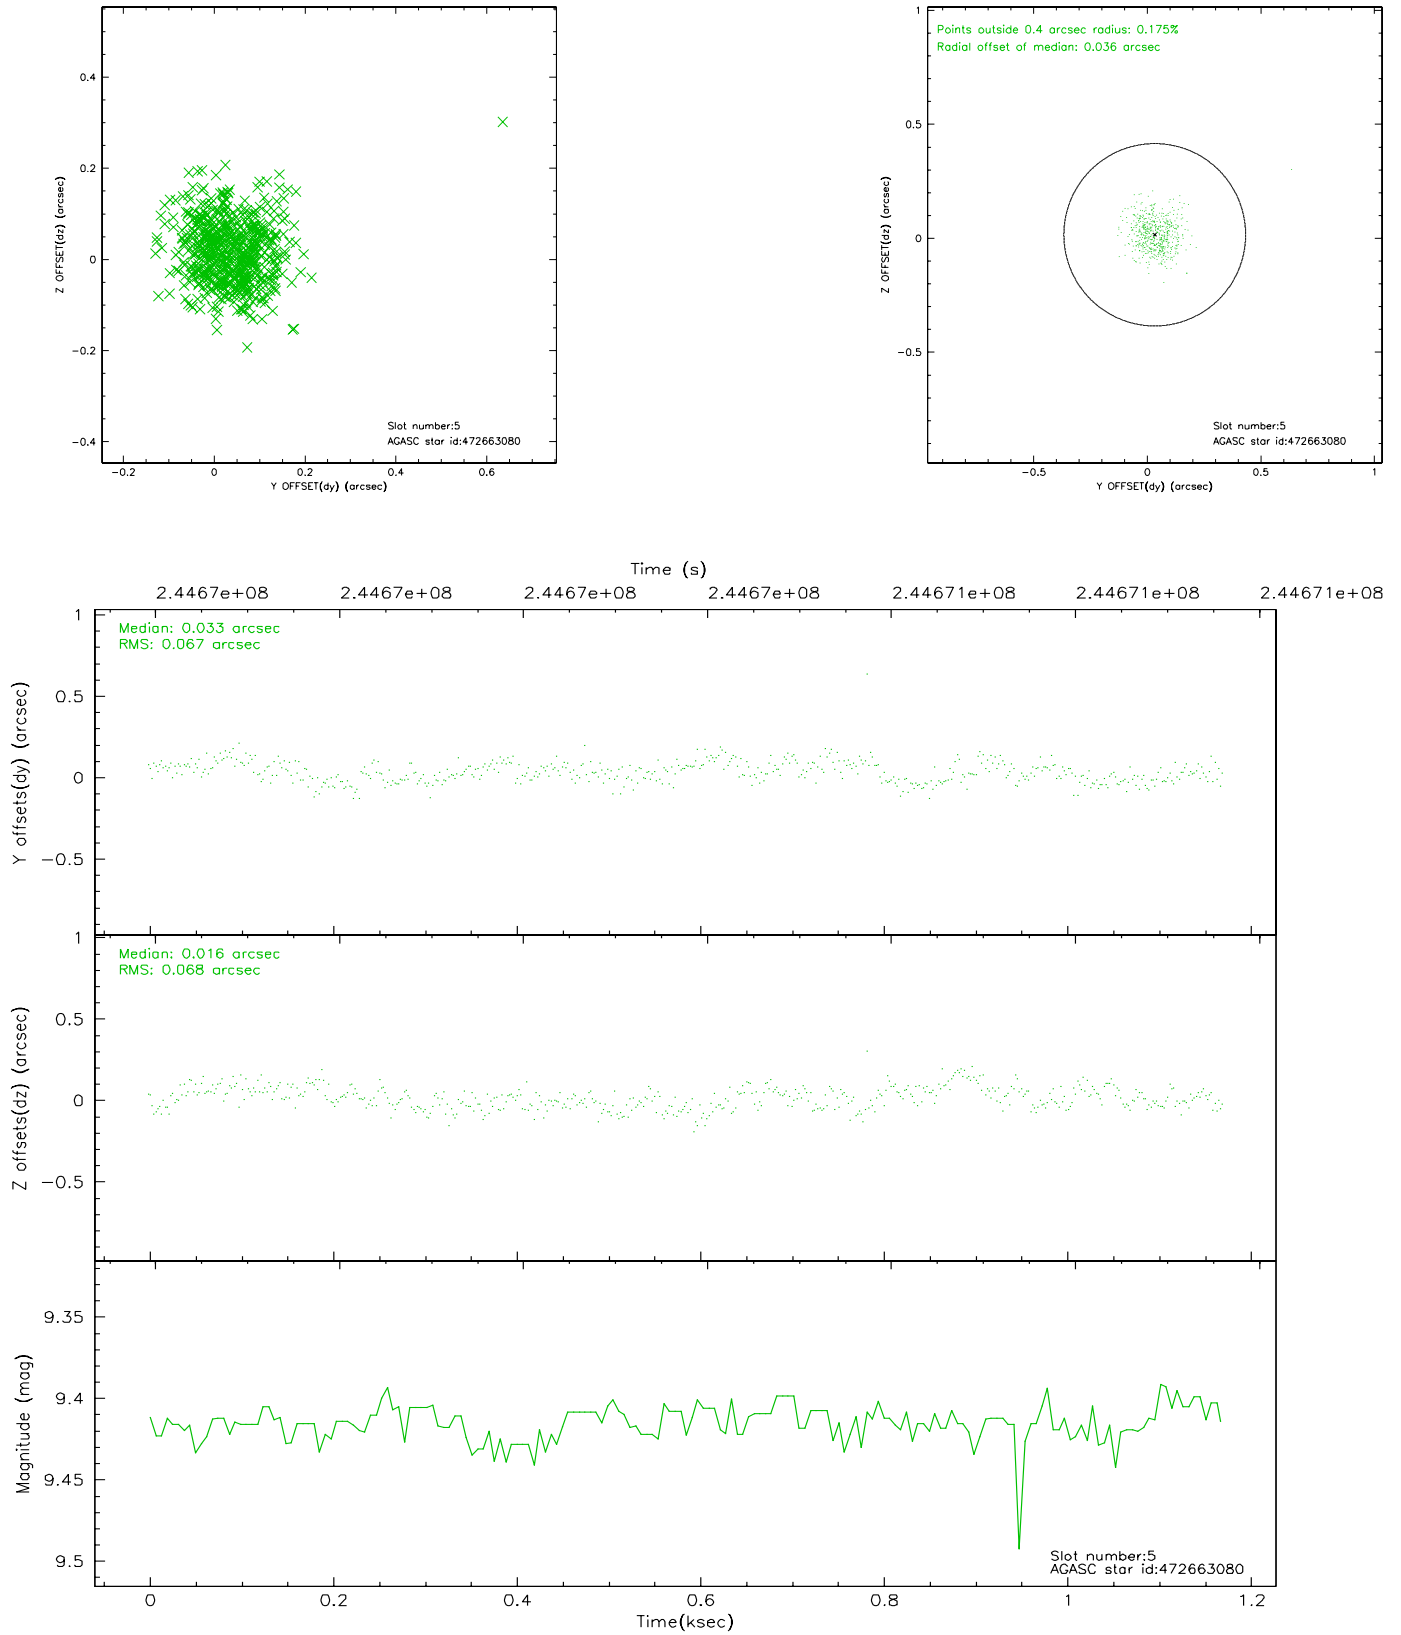 0.4
0.2
0
−0.2
−0.4
Z OFFSET(dz) (arcsec)
Slot number:5
AGASC star id:472663080
−0.2 0 0.2 0.4 0.6
Y OFFSET(dy) (arcsec)
Points outside 0.4 arcsec radius: 0.175%
Radial offset of median: 0.036 arcsec
1
0.5
0
−0.5
Z OFFSET(dz) (arcsec)
Slot number:5
AGASC star id:472663080
−0.5 0 0.5 1
Y OFFSET(dy) (arcsec)
Time (s)
2.4467e+08 2.4467e+08 2.4467e+08 2.4467e+08 2.44671e+08 2.44671e+08 2.44671e+08
Median: 0.033 arcsec
RMS: 0.067 arcsec
1
0.5
0
−0.5
Y offsets(dy) (arcsec)
Median: 0.016 arcsec
RMS: 0.068 arcsec
1
0.5
0
−0.5
Z offsets(dz) (arcsec)
9.35
9.4
9.45
9.5
Magnitude (mag)
Slot number:5
AGASC star id:472663080
0 0.2 0.4 0.6 0.8 1 1.2
Time(ksec)